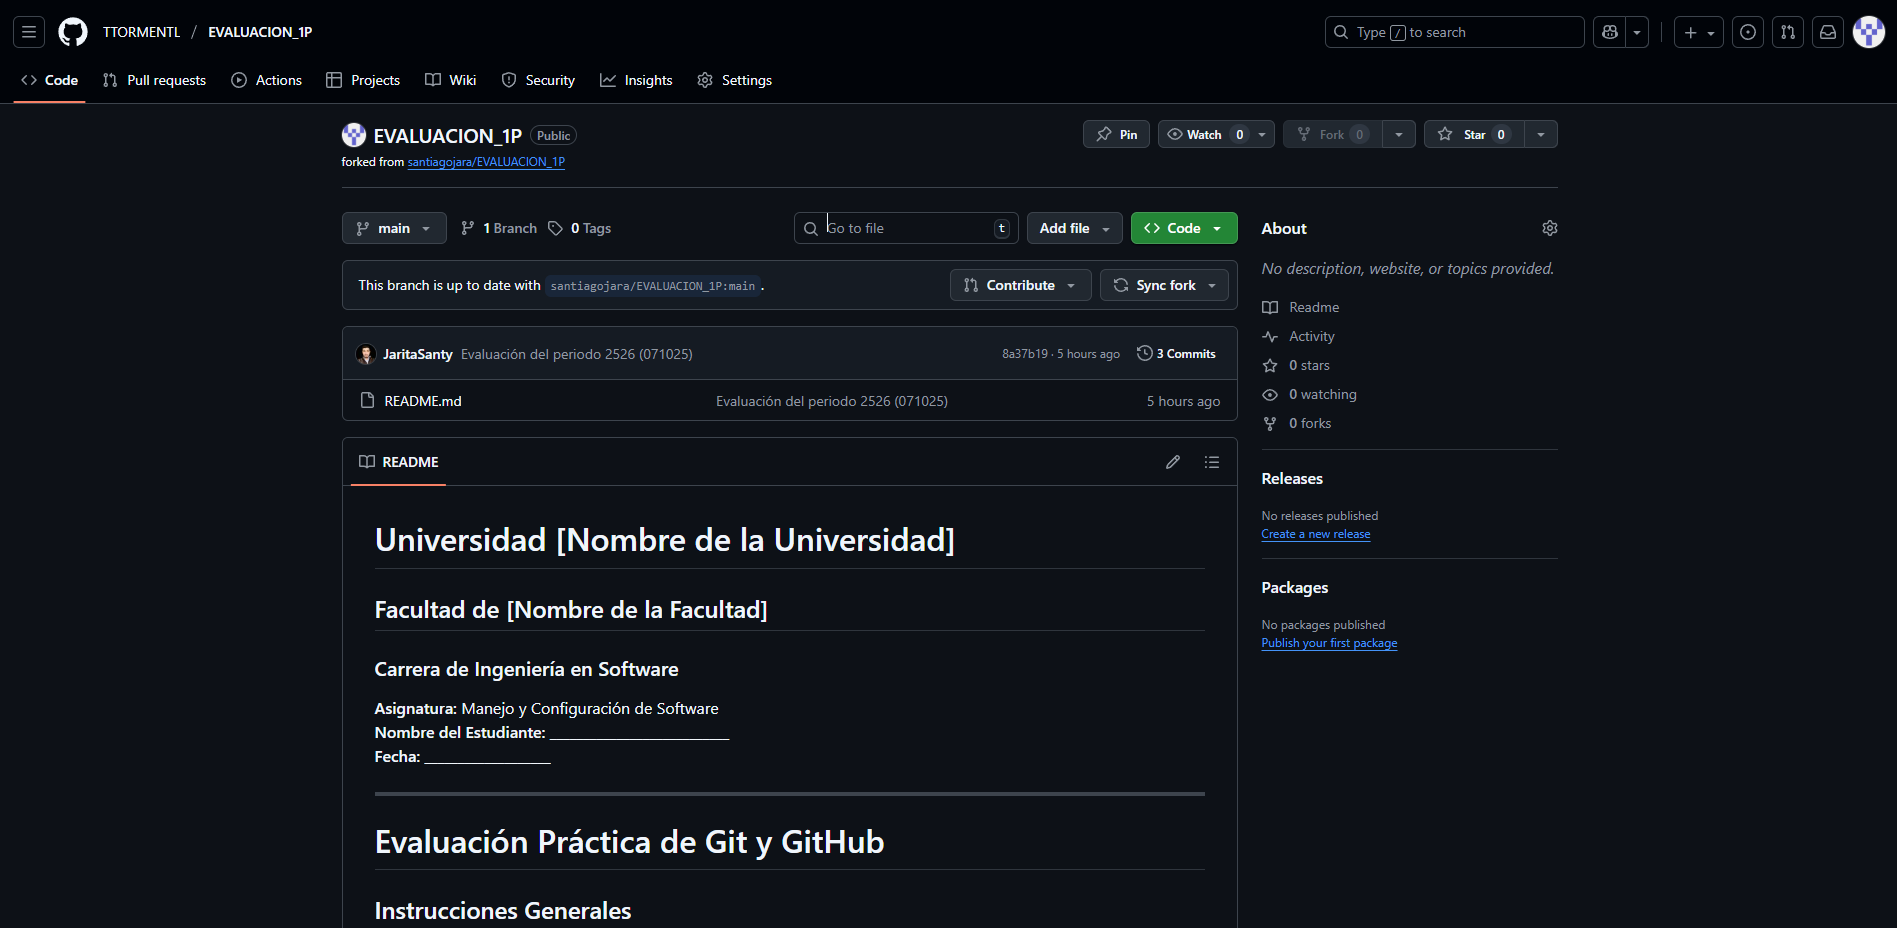 TTORMENTL / EVALUACION_1P
Type / to search
Code Pull requests Actions Projects Wiki Security Insights Settings
EVALUACION_1P Public
Pin Watch 0 Fork 0 Star 0
forked from santiagojara/EVALUACION_1P
main 1 Branch 0 Tags Go to file t Add file Code
This branch is up to date with santiagojara/EVALUACION_1P:main .
Contribute Sync fork
JaritaSanty Evaluación del periodo 2526 (071025) 8a37b19 · 5 hours ago 3 Commits
README.md Evaluación del periodo 2526 (071025) 5 hours ago
README
Universidad [Nombre de la Universidad]
Facultad de [Nombre de la Facultad]
Carrera de Ingeniería en Software
Asignatura: Manejo y Configuración de Software
Nombre del Estudiante: ____________________
Fecha: ______________
Evaluación Práctica de Git y GitHub
Instrucciones Generales
About
No description, website, or topics provided.
Readme
Activity
0 stars
0 watching
0 forks
Releases
No releases published
Create a new release
Packages
No packages published
Publish your first package